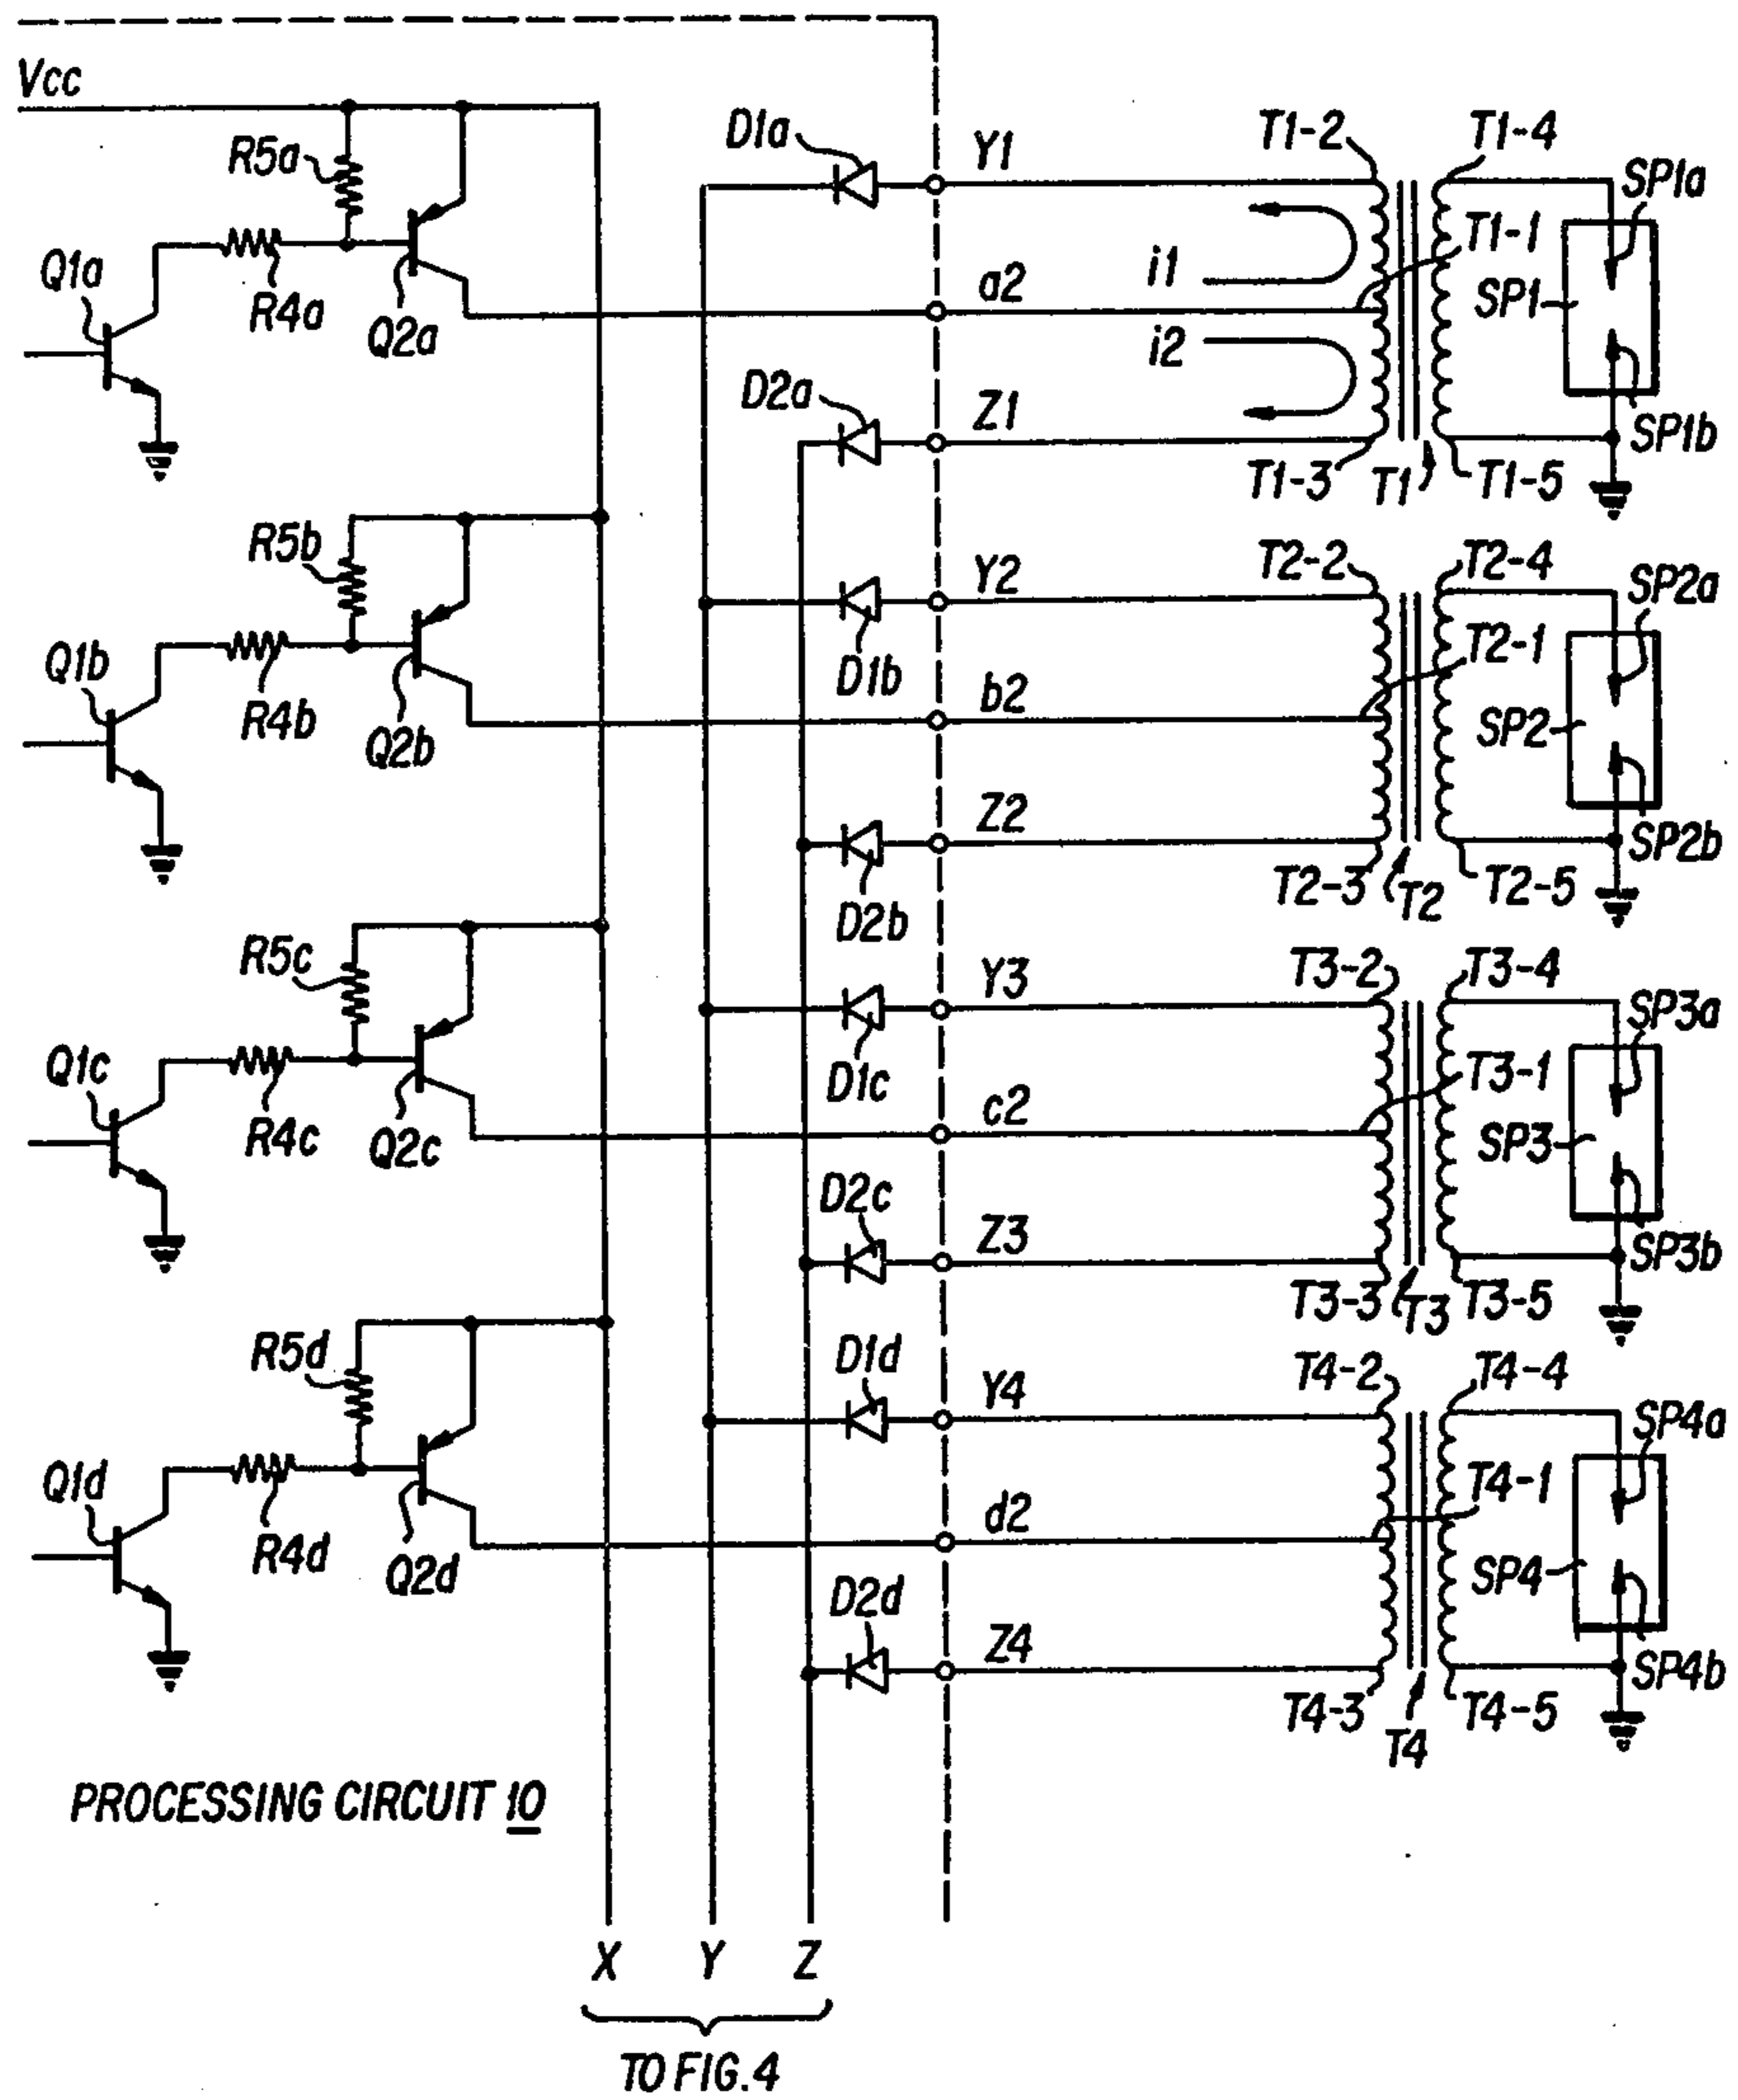 Vcc
D1a
Y1
T1-2
T1-4
SP1a
R5a
T1-1
Q1a
R4a
Q2a
a2
i1
SP1
i2
D2a
Z1
SP1b
T1-3
T1
T1-5
R5b
Y2
T2-2
T2-4
SP2a
Q1b
D1b
T2-1
R4b
Q2b
b2
SP2
Z2
SP2b
T2-3
T2
T2-5
D2b
R5c
Y3
T3-2
T3-4
SP3a
Q1c
D1c
T3-1
R4c
Q2c
c2
SP3
D2c
Z3
SP3b
T3-3
T3
T3-5
R5d
D1d
Y4
T4-2
T4-4
SP4a
Q1d
T4-1
R4d
Q2d
d2
SP4
D2d
Z4
SP4b
T4-3
T4
T4-5
PROCESSING CIRCUIT 10
X Y Z
TO FIG.4